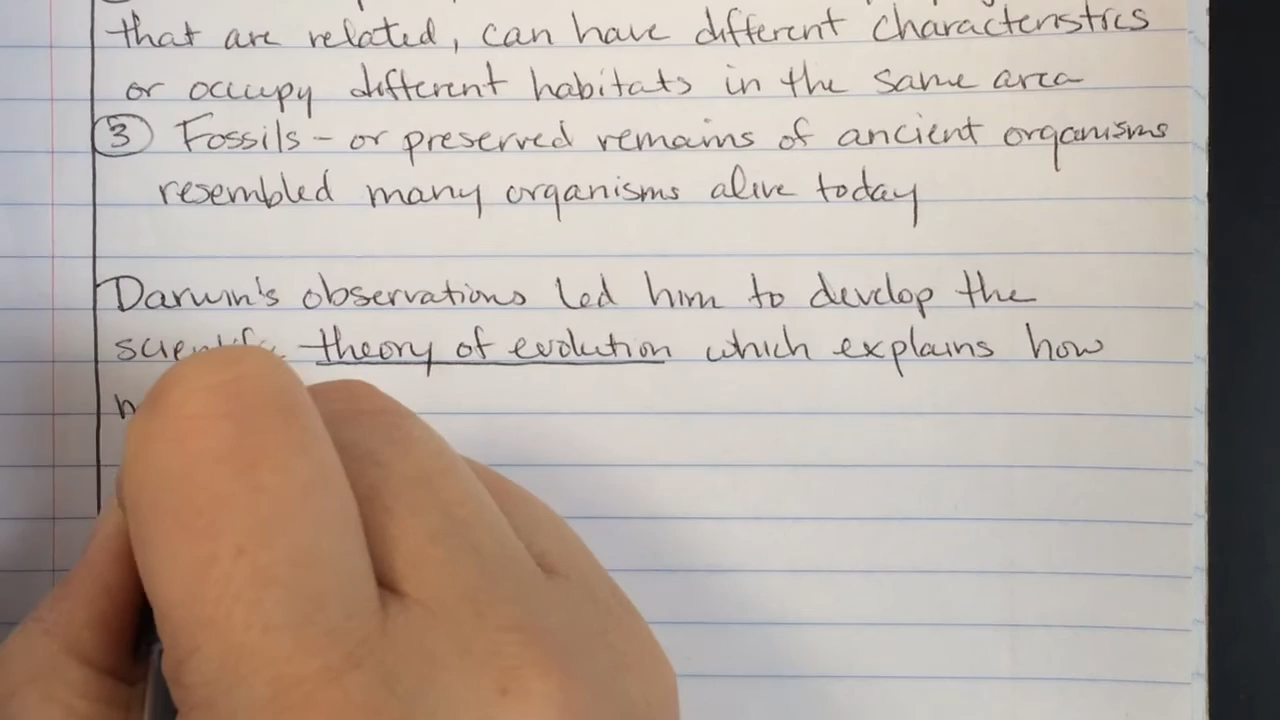 that are related, can have different characteristics
or occupy different habitats in the same area
③ Fossils - or preserved remains of ancient organisms
resembled many organisms alive today
Darwin's observations led him to develop the
theory of evolution which explains how